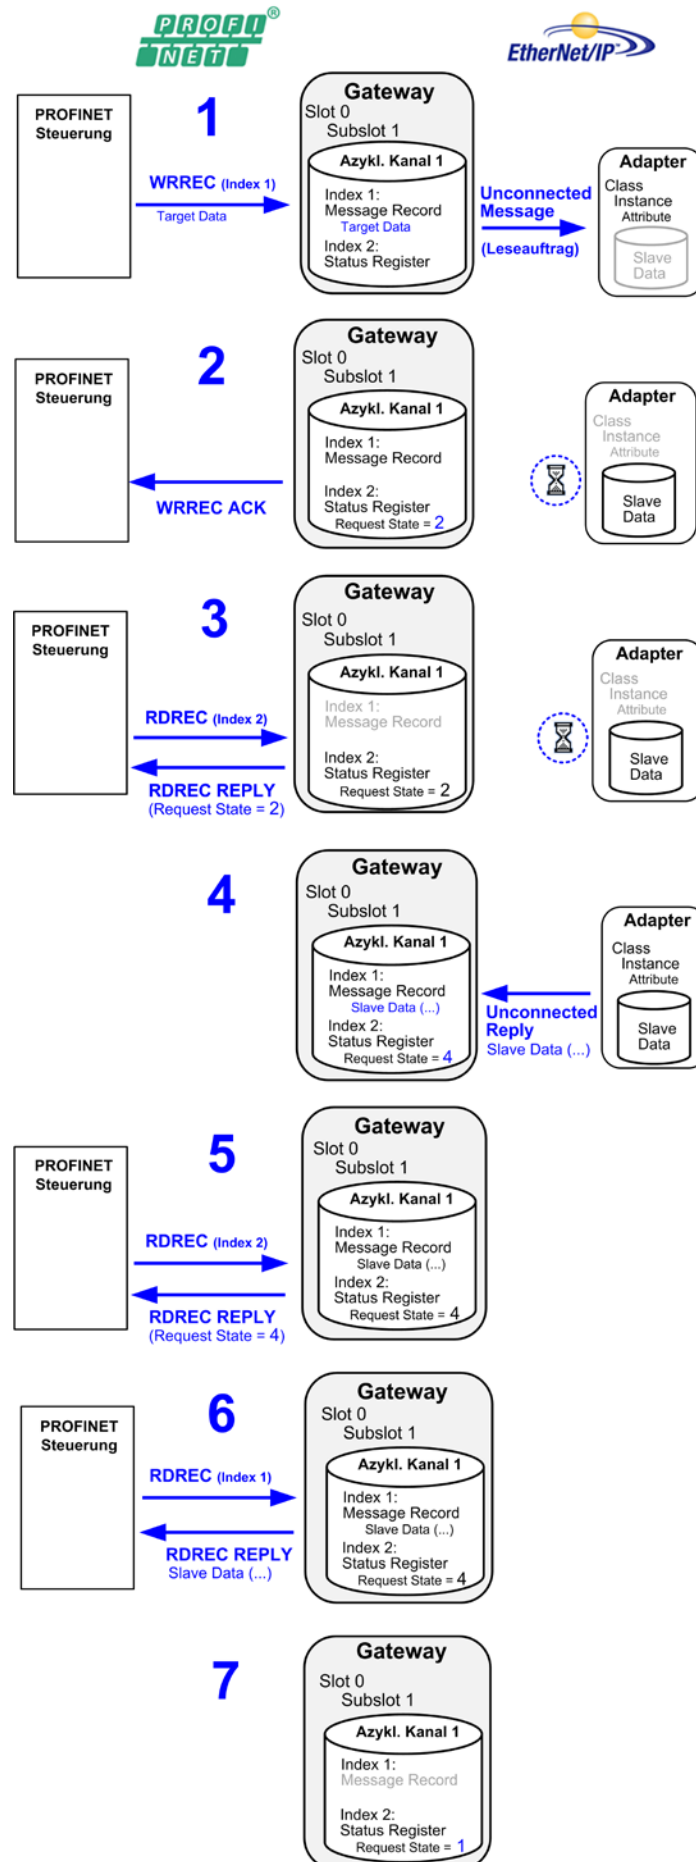 PROFI
NET
®
EtherNet/IP™
1
PROFINET
Steuerung
WRREC (Index 1)
Target Data
Gateway
Slot 0
Subslot 1
Azykl. Kanal 1
Index 1:
Message Record
Target Data
Index 2:
Status Register
Unconnected
Message
(Leseauftrag)
Adapter
Class
Instance
Attribute
Slave
Data
2
PROFINET
Steuerung
WRREC ACK
Gateway
Slot 0
Subslot 1
Azykl. Kanal 1
Index 1:
Message Record
Index 2:
Status Register
Request State = 2
Adapter
Class
Instance
Attribute
Slave
Data
3
PROFINET
Steuerung
RDREC (Index 2)
RDREC REPLY
(Request State = 2)
Gateway
Slot 0
Subslot 1
Azykl. Kanal 1
Index 1:
Message Record
Index 2:
Status Register
Request State = 2
Adapter
Class
Instance
Attribute
Slave
Data
4
Gateway
Slot 0
Subslot 1
Azykl. Kanal 1
Index 1:
Message Record
Slave Data (...)
Index 2:
Status Register
Request State = 4
Unconnected
Reply
Slave Data (...)
Adapter
Class
Instance
Attribute
Slave
Data
5
PROFINET
Steuerung
RDREC (Index 2)
RDREC REPLY
(Request State = 4)
Gateway
Slot 0
Subslot 1
Azykl. Kanal 1
Index 1:
Message Record
Slave Data (...)
Index 2:
Status Register
Request State = 4
6
PROFINET
Steuerung
RDREC (Index 1)
RDREC REPLY
Slave Data (...)
Gateway
Slot 0
Subslot 1
Azykl. Kanal 1
Index 1:
Message Record
Slave Data (...)
Index 2:
Status Register
Request State = 4
7
Gateway
Slot 0
Subslot 1
Azykl. Kanal 1
Index 1:
Message Record
Index 2:
Status Register
Request State = 1